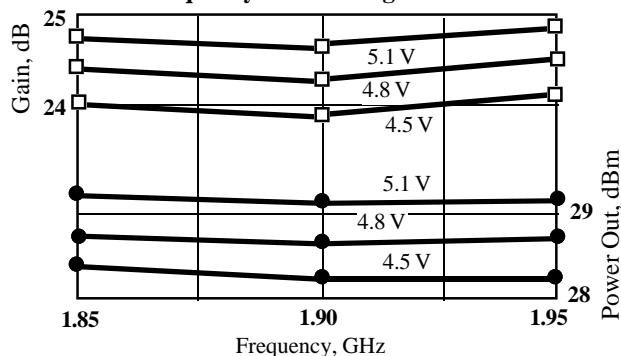 25
Gain, dB
5.1 V
4.8 V
24
4.5 V
5.1 V
29
4.8 V
Power Out, dBm
4.5 V
28
1.85
1.90
1.95
Frequency, GHz